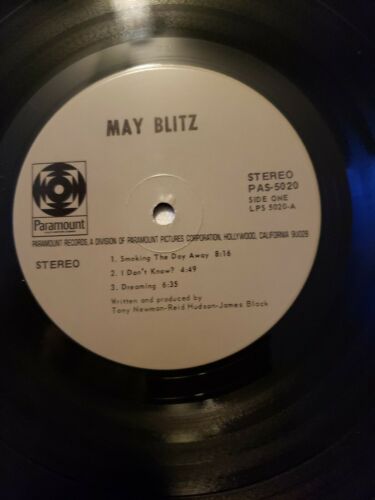 MAY BLITZ
Paramount
STEREO
PAS-5020
SIDE ONE
LPS 5020-A
PARAMOUNT RECORDS, A DIVISION OF PARAMOUNT PICTURES CORPORATION, HOLLYWOOD, CALIFORNIA 90028
STEREO
1. Smoking The Day Away 8:16
2. I Don't Know? 4:49
3. Dreaming 6:35
Written and produced by
Tony Newman-Reid Hudson-James Black